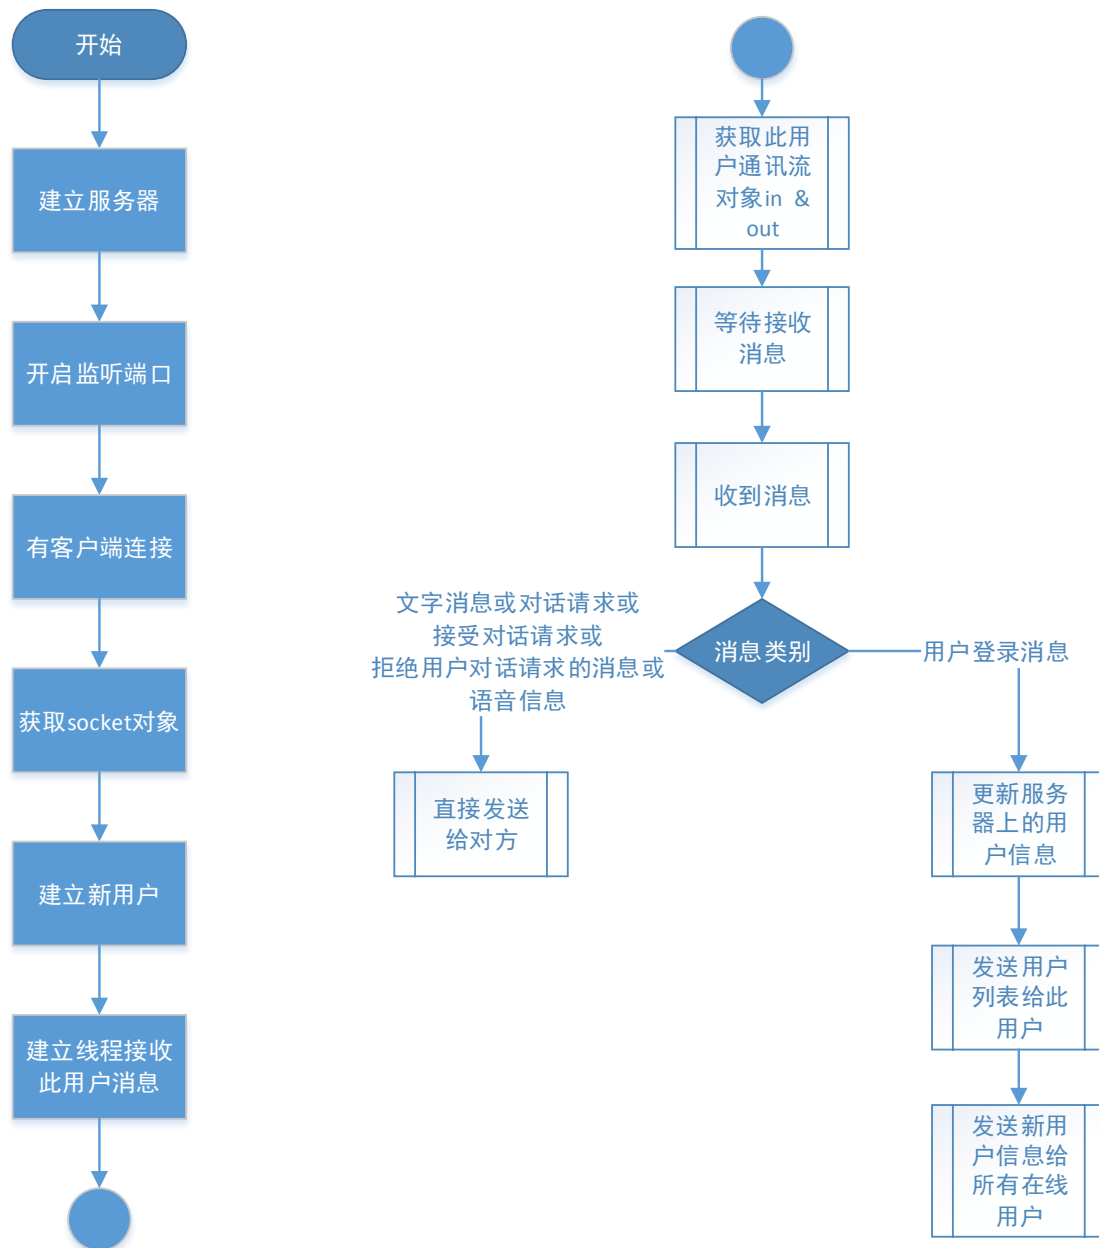 开始
建立服务器
开启监听端口
有客户端连接
获取socket对象
建立新用户
建立线程接收
此用户消息
获取此用
户通讯流
对象in &
out
等待接收
消息
收到消息
消息类别
文字消息或对话请求或
接受对话请求或
拒绝用户对话请求的消息或
语音信息
直接发送
给对方
用户登录消息
更新服务
器上的用
户信息
发送用户
列表给此
用户
发送新用
户信息给
所有在线
用户